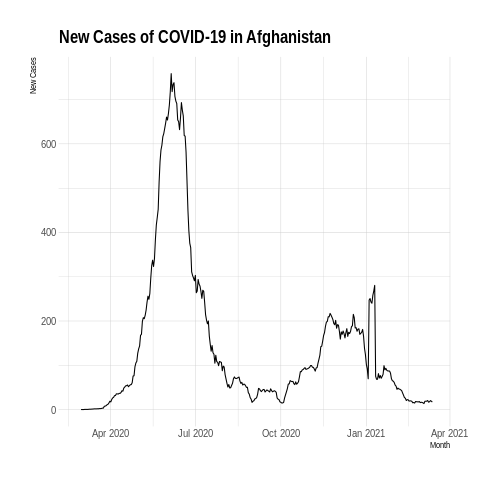 New Cases of COVID-19 in Afghanistan
New Cases
600
400
200
0
Apr 2020 Jul 2020 Oct 2020 Jan 2021 Apr 2021
Month